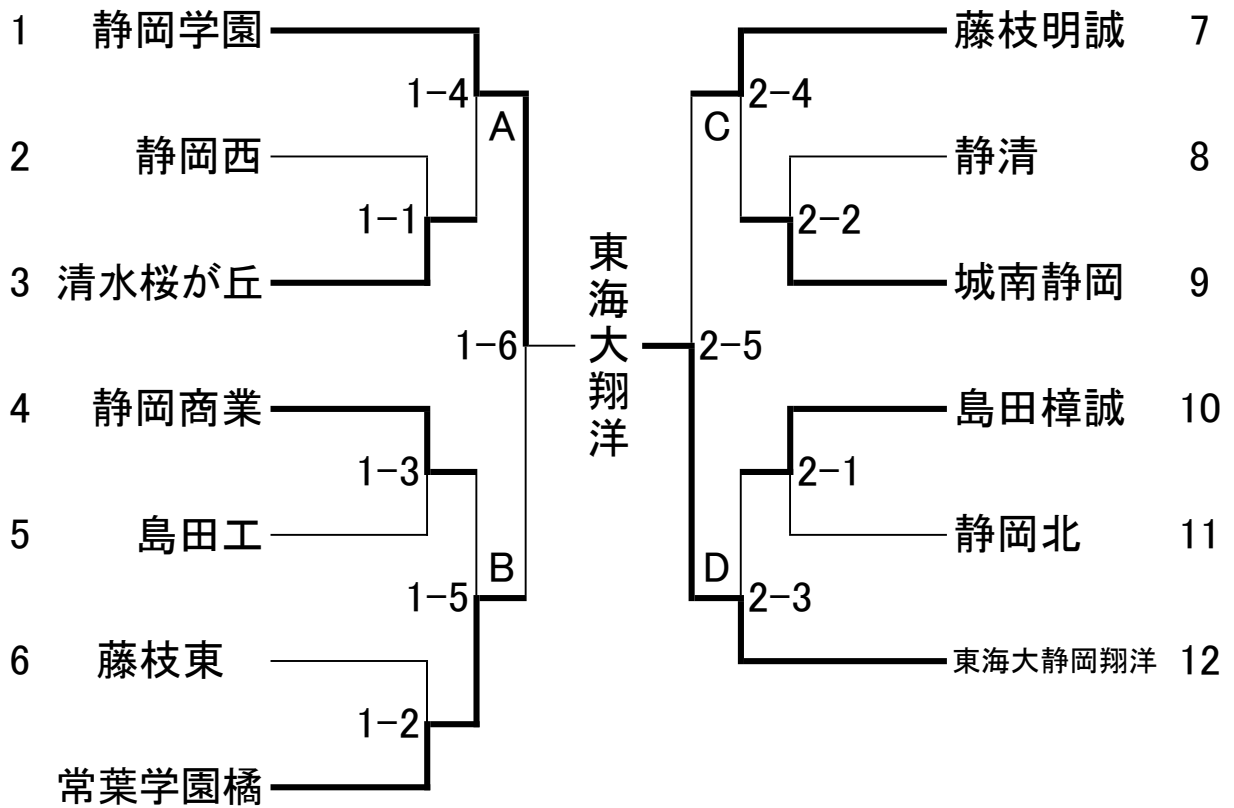 1 静岡学園
1-4
A
2 静岡西
1-1
3 清水桜が丘
1-6
4 静岡商業
1-3
5 島田工
B
1-5
6 藤枝東
1-2
常葉学園橘
東海大翔洋
藤枝明誠 7
2-4
C
静清 8
2-2
城南静岡 9
2-5
島田樟誠 10
2-1
静岡北 11
D
2-3
東海大静岡翔洋 12